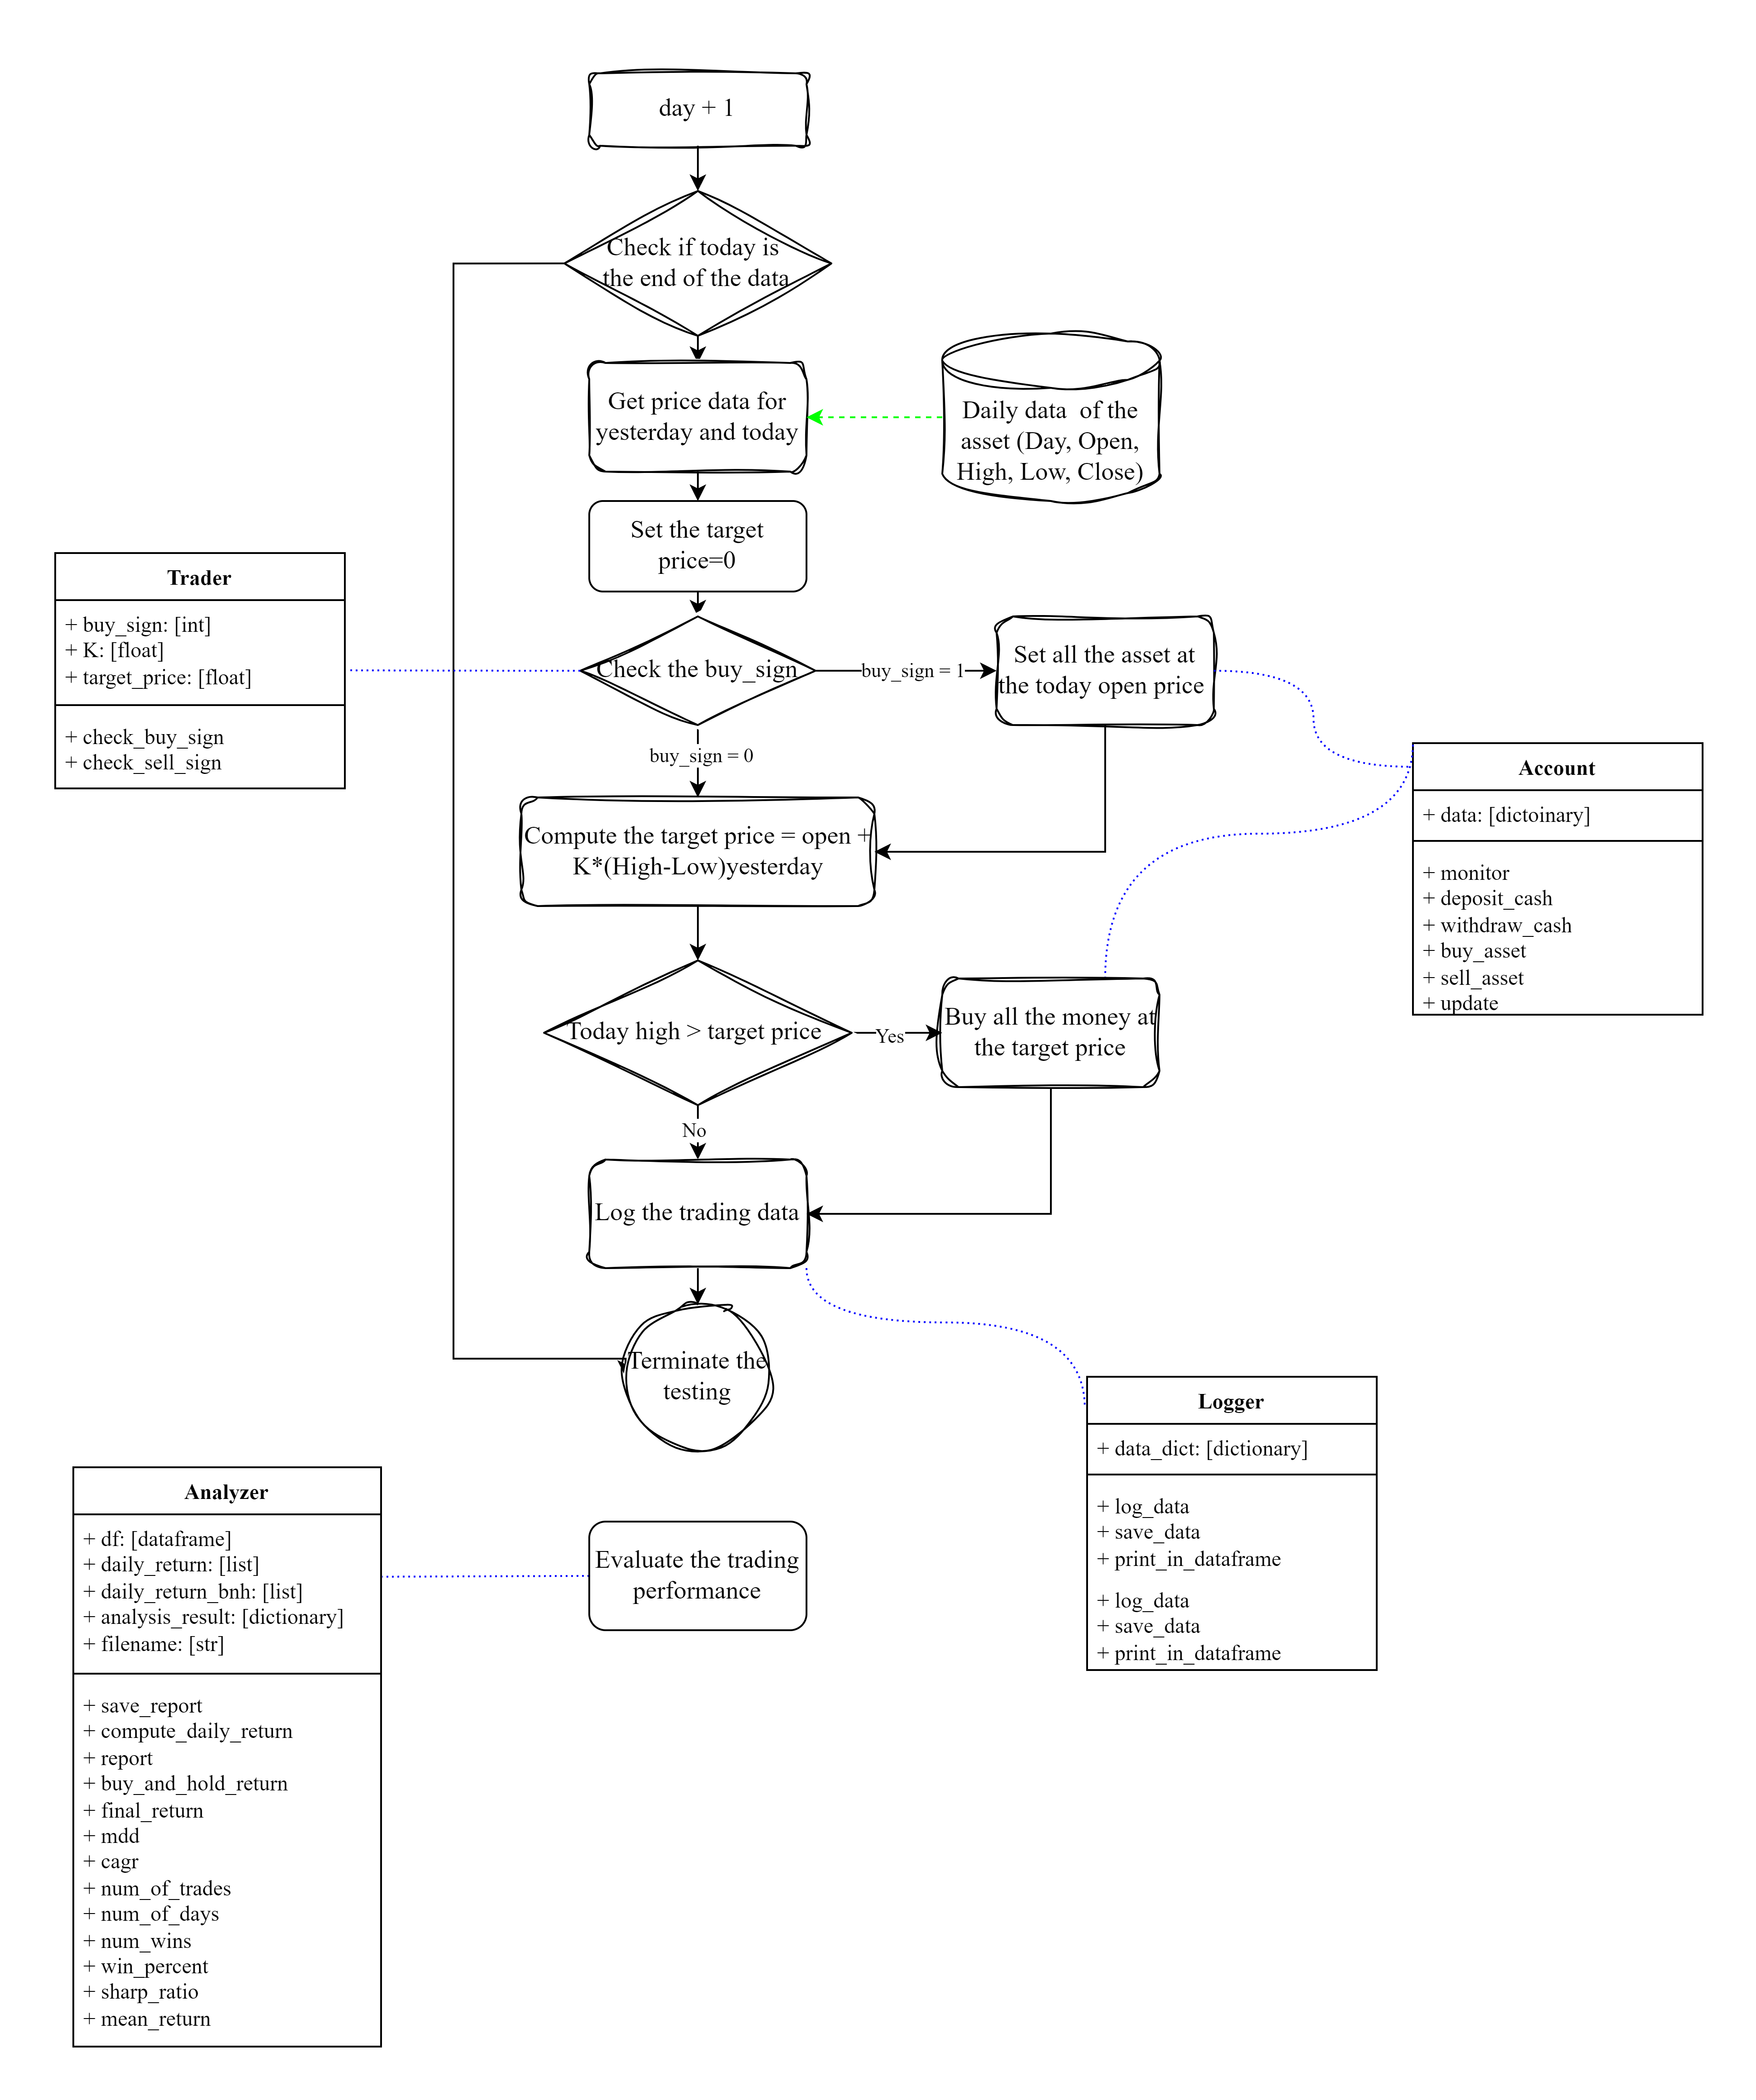 day + 1
Check if today is
the end of the data
Get price data for
yesterday and today
Daily data  of the
asset (Day, Open,
High, Low, Close)
Set the target
price=0
Trader
+ buy_sign: [int]
+ K: [float]
+ target_price: [float]
+ check_buy_sign
+ check_sell_sign
Check the buy_sign
buy_sign = 1
Set all the asset at
the today open price
buy_sign = 0
Account
+ data: [dictoinary]
+ monitor
+ deposit_cash
+ withdraw_cash
+ buy_asset
+ sell_asset
+ update
Compute the target price = open +
K*(High-Low)yesterday
Today high > target price
Yes
Buy all the money at
the target price
No
Log the trading data
Terminate the
testing
Logger
+ data_dict: [dictionary]
+ log_data
+ save_data
+ print_in_dataframe
+ log_data
+ save_data
+ print_in_dataframe
Analyzer
+ df: [dataframe]
+ daily_return: [list]
+ daily_return_bnh: [list]
+ analysis_result: [dictionary]
+ filename: [str]
+ save_report
+ compute_daily_return
+ report
+ buy_and_hold_return
+ final_return
+ mdd
+ cagr
+ num_of_trades
+ num_of_days
+ num_wins
+ win_percent
+ sharp_ratio
+ mean_return
Evaluate the trading
performance